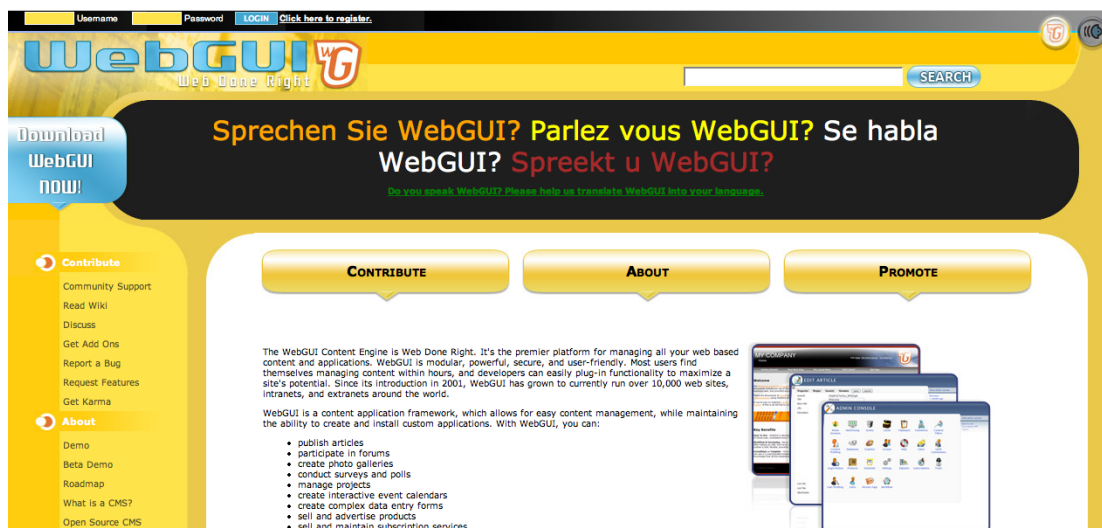 Username Password LOGIN Click here to register.
WebGUI
Web Done Right
SEARCH
Download
WebGUI
NOW!
Sprechen Sie WebGUI? Parlez vous WebGUI? Se habla
WebGUI? Spreekt u WebGUI?
Do you speak WebGUI? Please help us translate WebGUI into your language.
Contribute
Community Support
Read Wiki
Discuss
Get Add Ons
Report a Bug
Request Features
Get Karma
About
Demo
Beta Demo
Roadmap
What is a CMS?
Open Source CMS
CONTRIBUTE
ABOUT
PROMOTE
The WebGUI Content Engine is Web Done Right. It's the premier platform for managing all your web based
content and applications. WebGUI is modular, powerful, secure, and user-friendly. Most users find
themselves managing content within hours, and developers can easily plug-in functionality to maximize a
site's potential. Since its introduction in 2001, WebGUI has grown to currently run over 10,000 web sites,
intranets, and extranets around the world.
WebGUI is a content application framework, which allows for easy content management, while maintaining
the ability to create and install custom applications. With WebGUI, you can:
publish articles
participate in forums
create photo galleries
conduct surveys and polls
manage projects
create interactive event calendars
create complex data entry forms
sell and advertise products
sell and maintain subscription services
MY COMPANY
EDIT ARTICLE
ADMIN CONSOLE